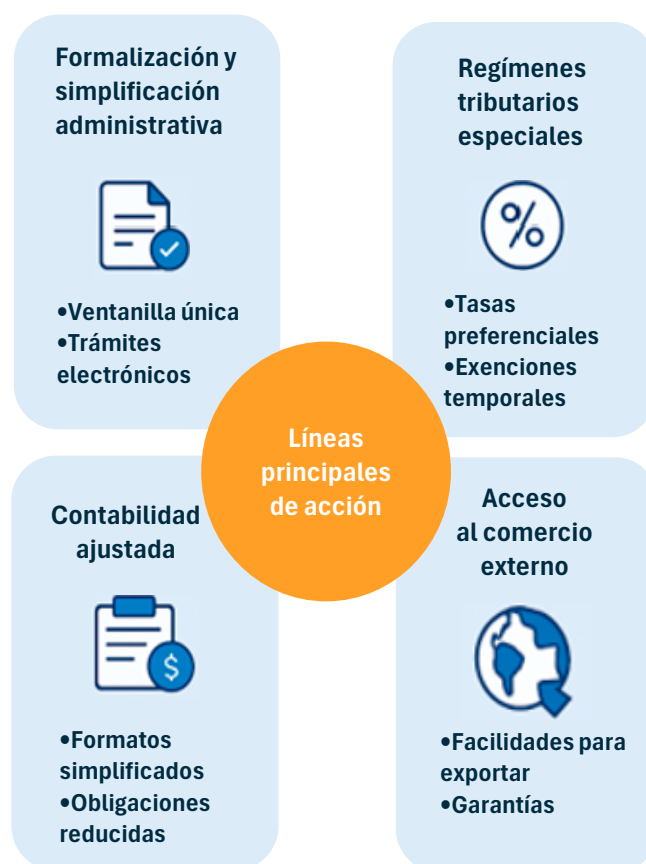 Formalización y
simplificación
administrativa
•Ventanilla única
•Trámites
electrónicos
Regímenes
tributarios
especiales
%
•Tasas
preferenciales
•Exenciones
temporales
Líneas
principales
de acción
Contabilidad
ajustada
$
•Formatos
simplificados
•Obligaciones
reducidas
Acceso
al comercio
externo
•Facilidades para
exportar
•Garantías